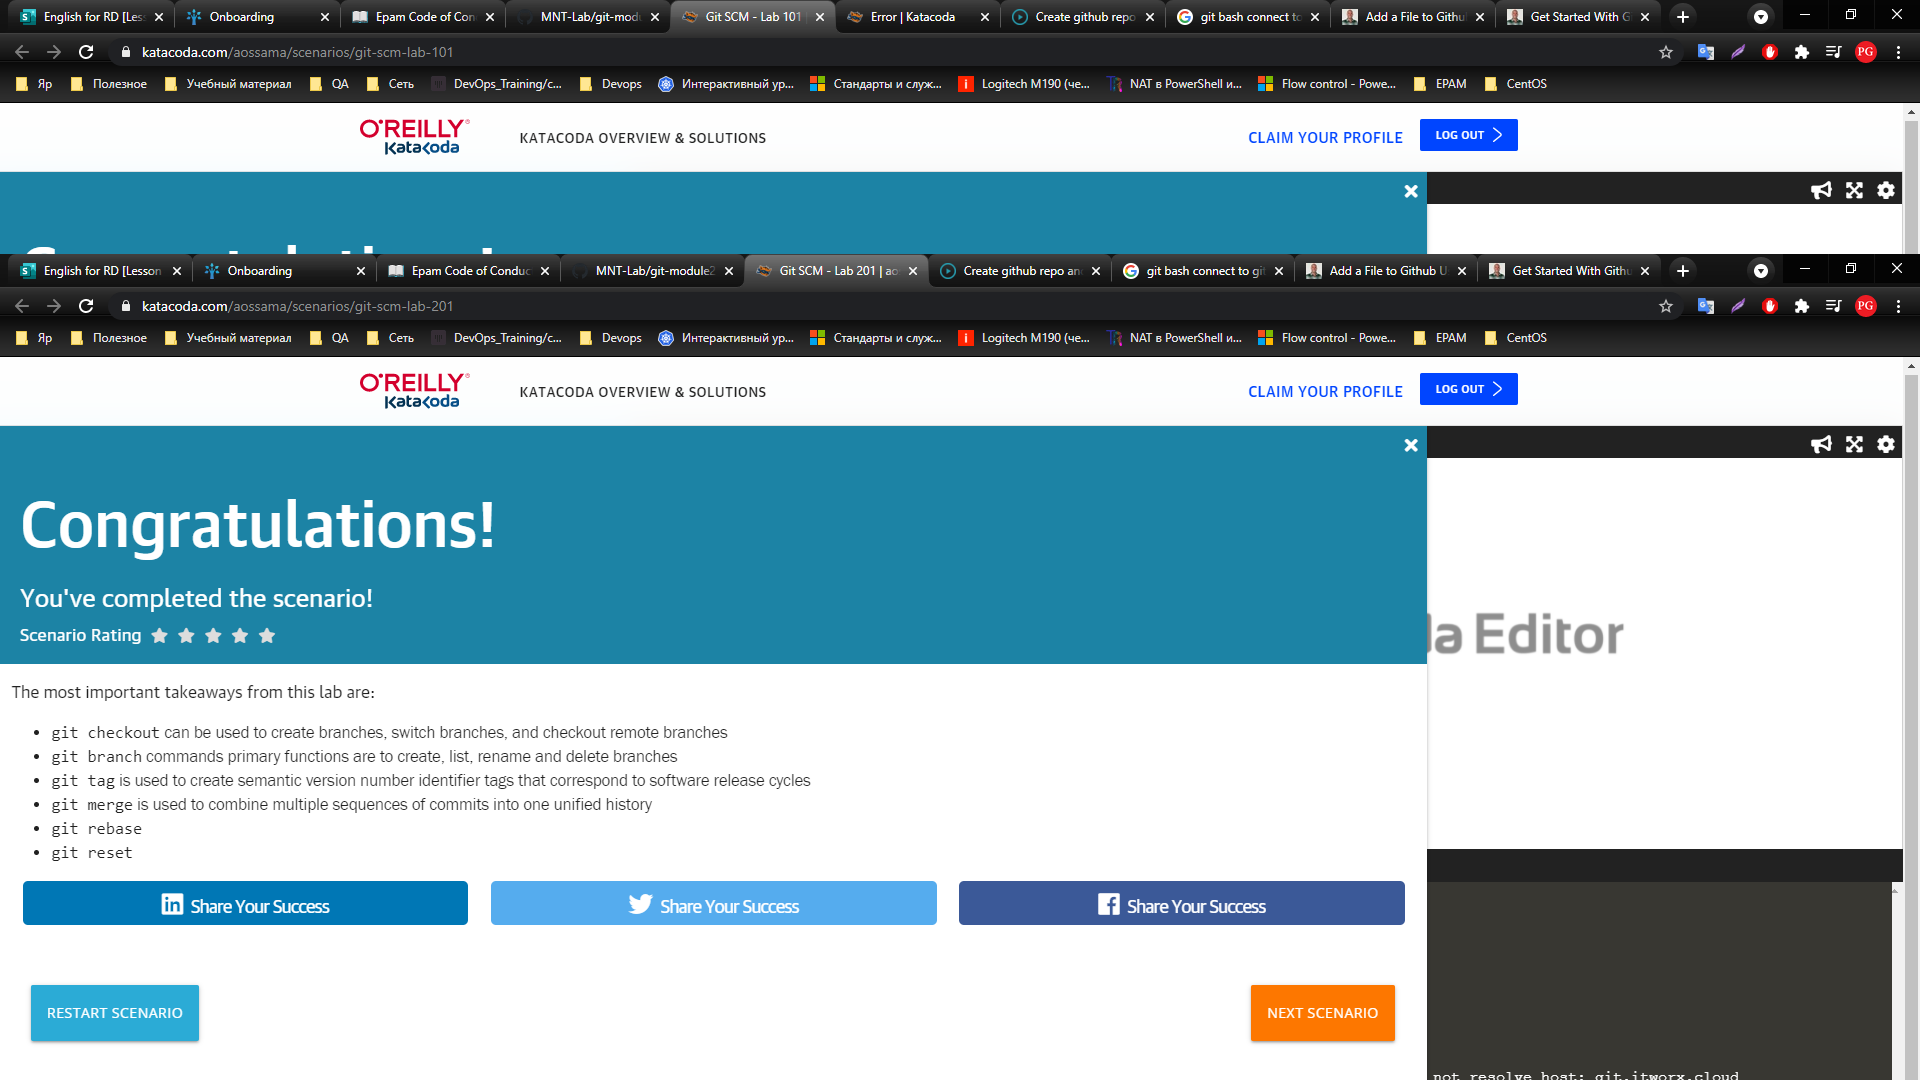 English for RD [Less
Onboarding
Epam Code of Con
MNT-Lab/git-modu
Git SCM - Lab 101
Error | Katacoda
Create github repo
git bash connect to
Add a File to Githu
Get Started With G
katacoda.com/aossama/scenarios/git-scm-lab-101
PG
Яр
Полезное
Учебный материал
QA
Сеть
DevOps_Training/c...
Devops
Интерактивный ур...
Стандарты и служ...
Logitech M190 (че...
NAT в PowerShell и...
Flow control - Powe...
EPAM
CentOS
O'REILLY
KataKoda
KATACODA OVERVIEW & SOLUTIONS
CLAIM YOUR PROFILE
LOG OUT
English for RD [Lesson
Onboarding
Epam Code of Conduc
MNT-Lab/git-module2
Git SCM - Lab 201 | ao
Create github repo an
git bash connect to git
Add a File to Github U
Get Started With Gith
katacoda.com/aossama/scenarios/git-scm-lab-201
PG
Яр
Полезное
Учебный материал
QA
Сеть
DevOps_Training/c...
Devops
Интерактивный ур...
Стандарты и служ...
Logitech M190 (че...
NAT в PowerShell и...
Flow control - Powe...
EPAM
CentOS
O'REILLY
KataKoda
KATACODA OVERVIEW & SOLUTIONS
CLAIM YOUR PROFILE
LOG OUT
Congratulations!
You've completed the scenario!
Scenario Rating
da Editor
The most important takeaways from this lab are:
git checkout can be used to create branches, switch branches, and checkout remote branches
git branch commands primary functions are to create, list, rename and delete branches
git tag is used to create semantic version number identifier tags that correspond to software release cycles
git merge is used to combine multiple sequences of commits into one unified history
git rebase
git reset
Share Your Success
Share Your Success
Share Your Success
RESTART SCENARIO
NEXT SCENARIO
not resolve host: git.itworx.cloud